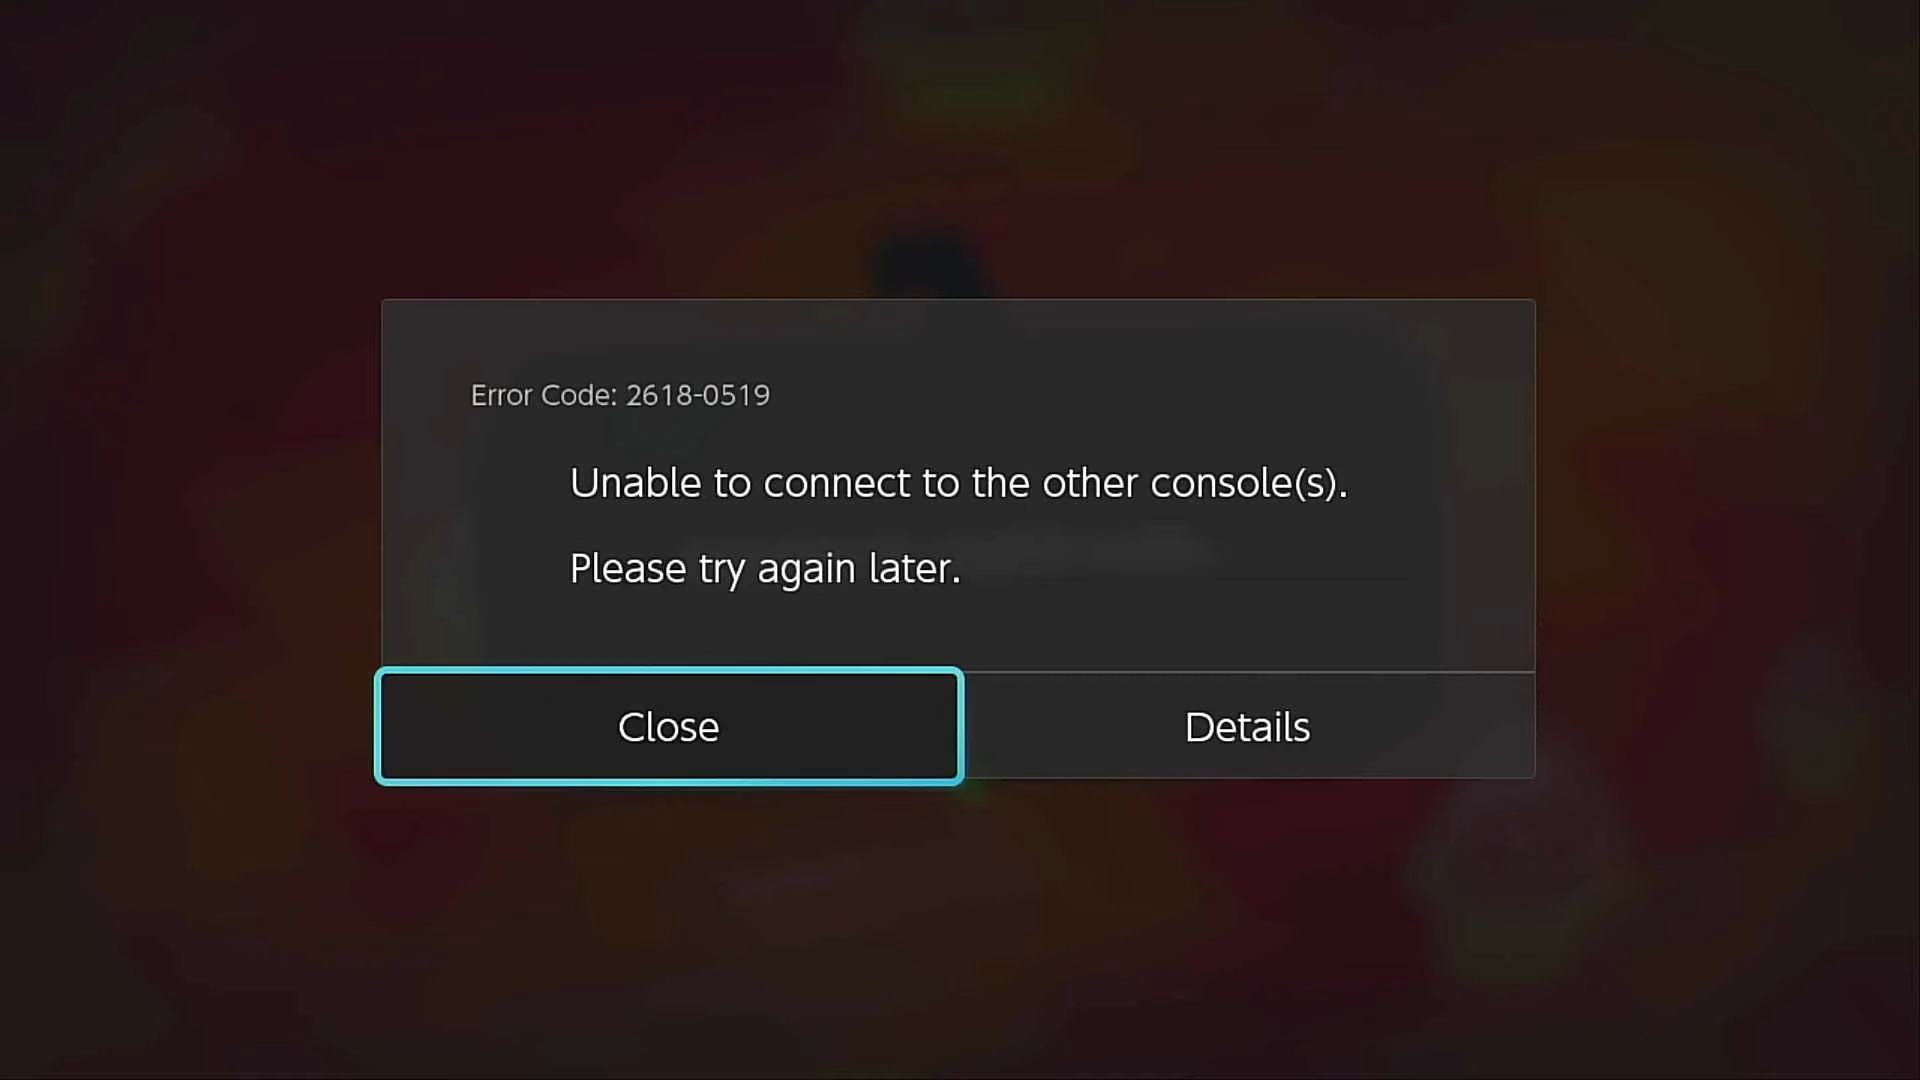 Error Code: 2618-0519
Unable to connect to the other console(s).
Please try again later.
Close
Details